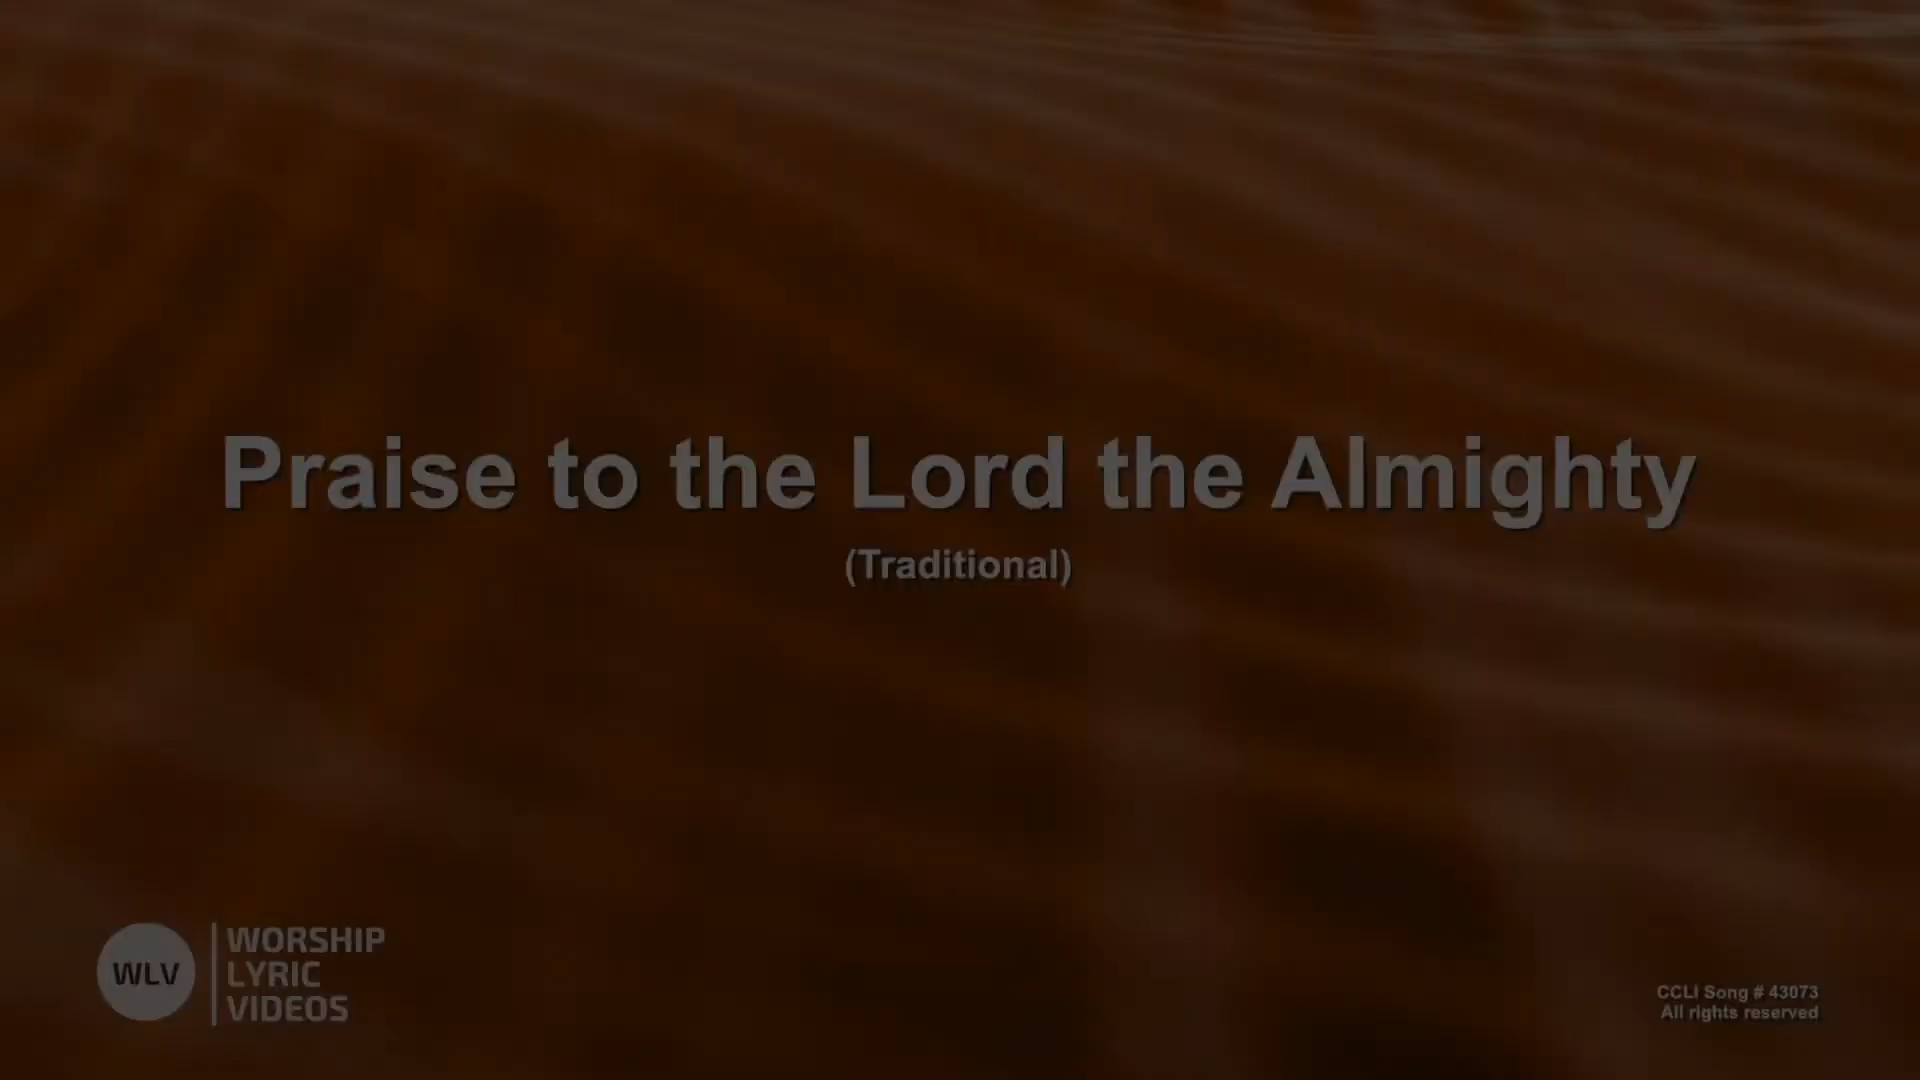 Praise to the Lord the Almighty
(Traditional)
WLV
WORSHIP
LYRIC
VIDEOS
CCLI Song # 43073
All rights reserved